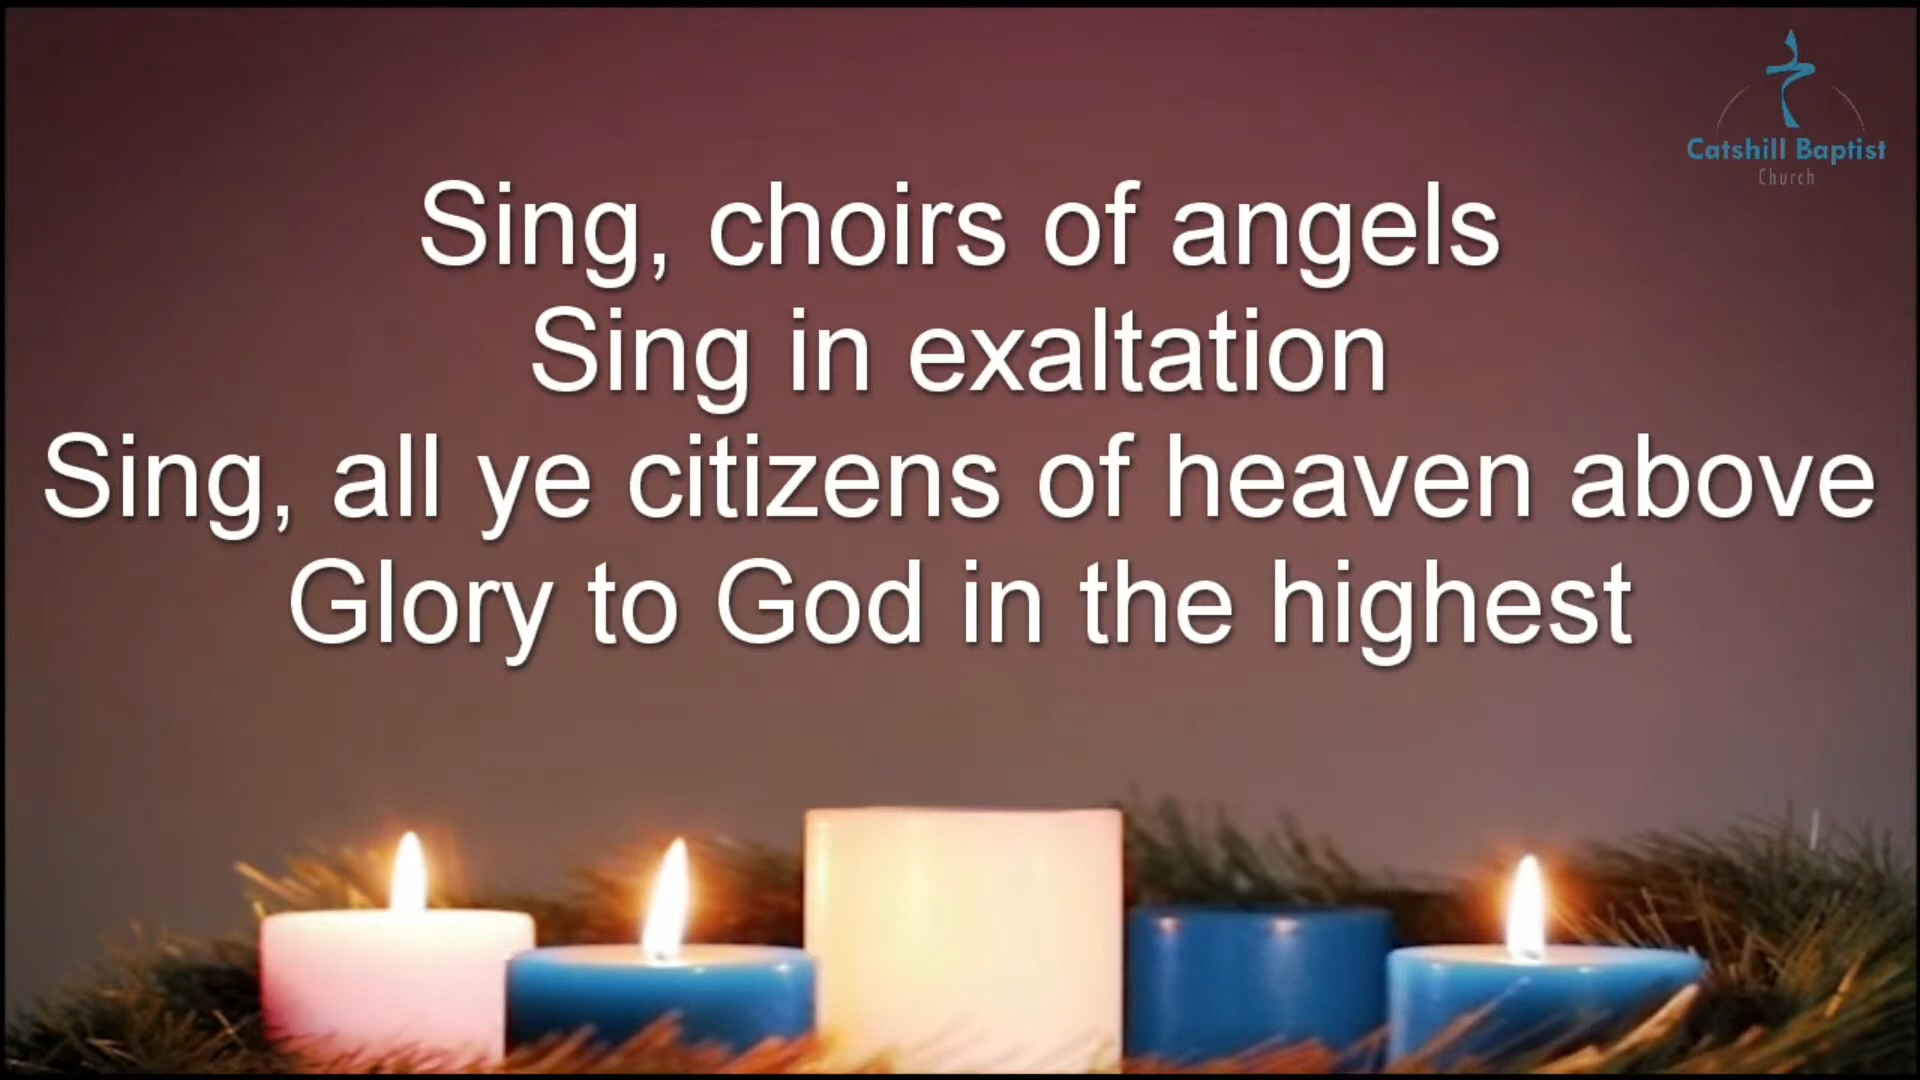 Catshill Baptist
Church
Sing, choirs of angels
Sing in exaltation
Sing, all ye citizens of heaven above
Glory to God in the highest